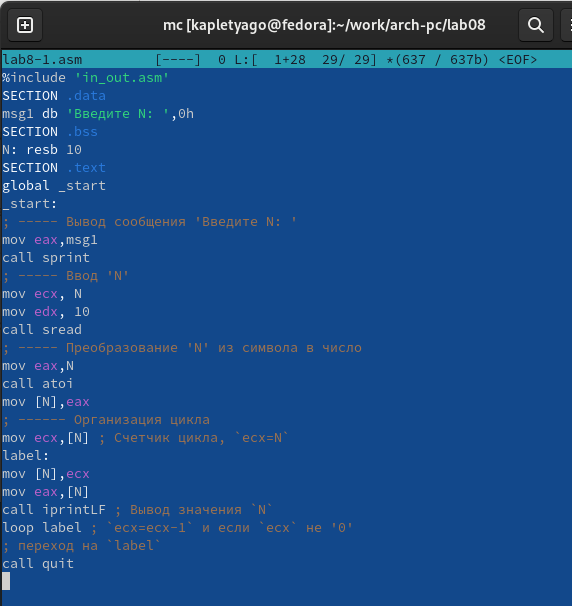 mc [kapletyago@fedora]:~/work/arch-pc/lab08
lab8-1.asm [----] 0 L:[ 1+28 29/ 29] *(637 / 637b) <EOF>
%include 'in_out.asm'
SECTION .data
msg1 db 'Введите N: ',0h
SECTION .bss
N: resb 10
SECTION .text
global _start
_start:
; ----- Вывод сообщения 'Введите N: '
mov eax,msg1
call sprint
; ----- Ввод 'N'
mov ecx, N
mov edx, 10
call sread
; ----- Преобразование 'N' из символа в число
mov eax,N
call atoi
mov [N],eax
; ------ Организация цикла
mov ecx,[N] ; Счетчик цикла, `ecx=N`
label:
mov [N],ecx
mov eax,[N]
call iprintLF ; Вывод значения `N`
loop label ; `ecx=ecx-1` и если `ecx` не '0'
; переход на `label`
call quit